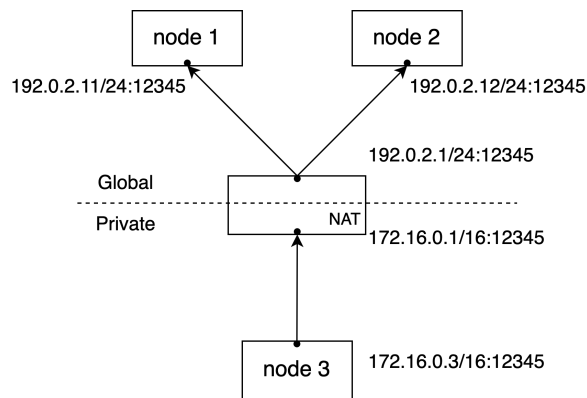 node 1
node 2
192.0.2.11/24:12345
192.0.2.12/24:12345
192.0.2.1/24:12345
Global
Private
NAT
172.16.0.1/16:12345
node 3
172.16.0.3/16:12345